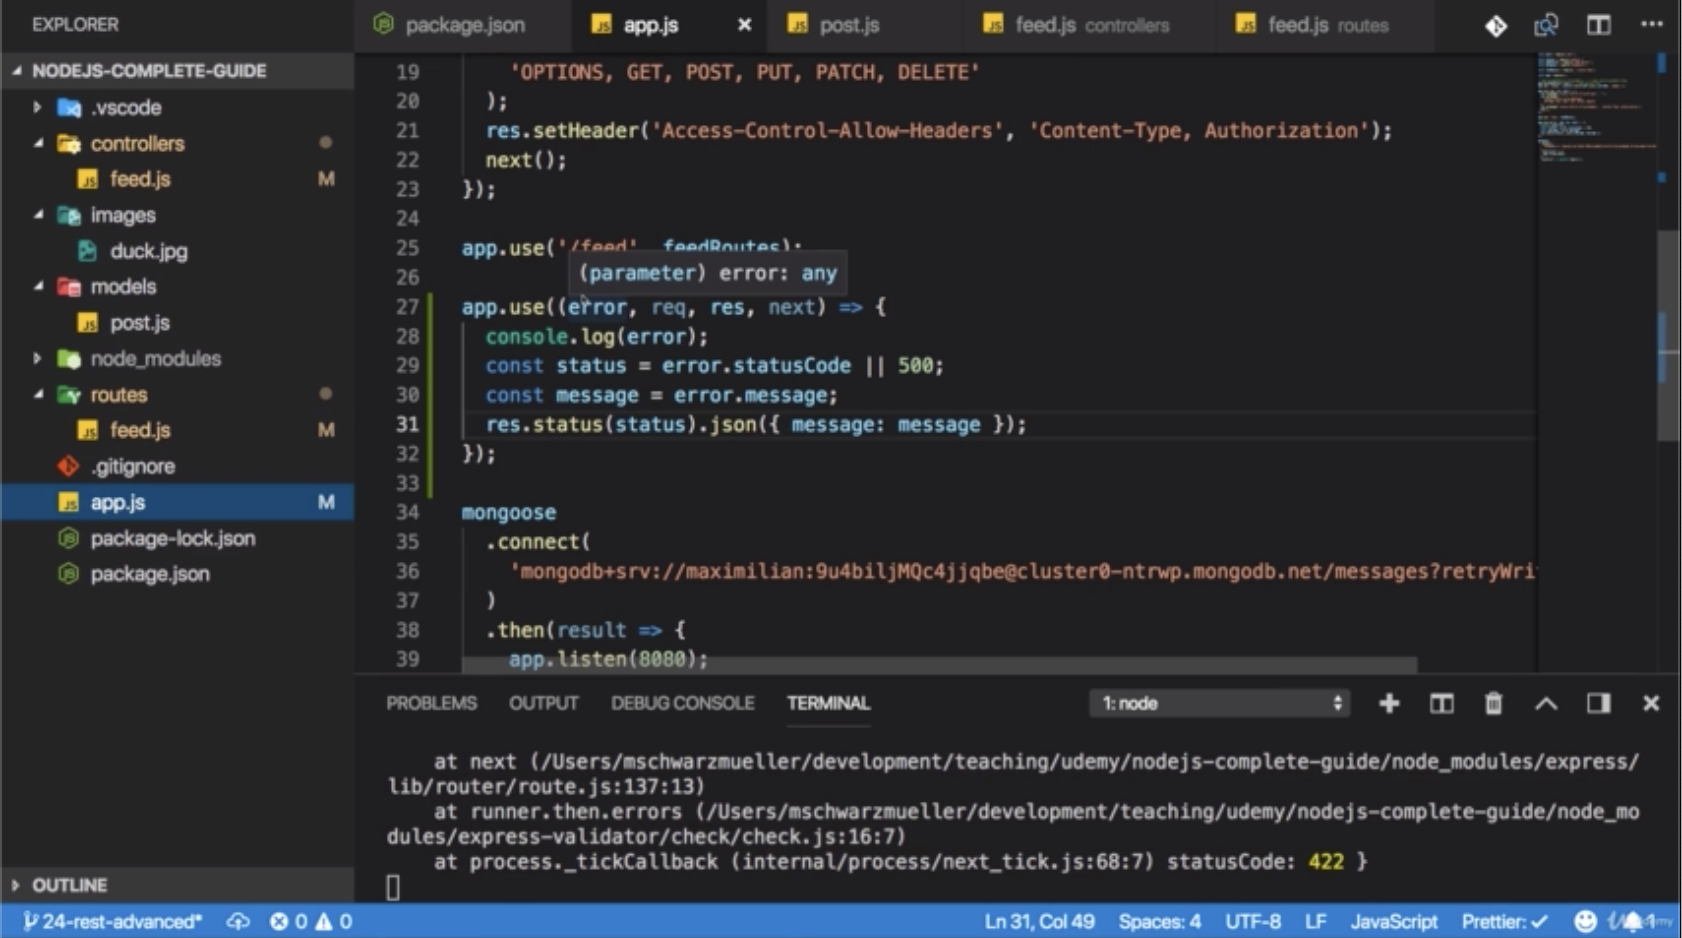 EXPLORER
NODEJS-COMPLETE-GUIDE
.vscode
controllers
feed.js M
images
duck.jpg
models
post.js
node_modules
routes
feed.js M
.gitignore
app.js M
package-lock.json
package.json
OUTLINE
package.json app.js post.js feed.js controllers feed.js routes
19 'OPTIONS, GET, POST, PUT, PATCH, DELETE'
20 );
21 res.setHeader('Access-Control-Allow-Headers', 'Content-Type, Authorization');
22 next();
23 });
24
25 app.use('/feed', feedRoutes);
(parameter) error: any
26
27 app.use((error, req, res, next) => {
28 console.log(error);
29 const status = error.statusCode || 500;
30 const message = error.message;
31 res.status(status).json({ message: message });
32 });
33
34 mongoose
35 .connect(
36 'mongodb+srv://maximilian:9u4biljMQc4jjqbe@cluster0-ntrwp.mongodb.net/messages?retryWri
37 )
38 .then(result => {
39 app.listen(8080);
PROBLEMS OUTPUT DEBUG CONSOLE TERMINAL 1: node
at next (/Users/mschwarzmueller/development/teaching/udemy/nodejs-complete-guide/node_modules/express/
lib/router/route.js:137:13)
at runner.then.errors (/Users/mschwarzmueller/development/teaching/udemy/nodejs-complete-guide/node_mo
dules/express-validator/check/check.js:16:7)
at process._tickCallback (internal/process/next_tick.js:68:7) statusCode: 422 }
24-rest-advanced* 0 0 Ln 31, Col 49 Spaces: 4 UTF-8 LF JavaScript Prettier: ✓ 1